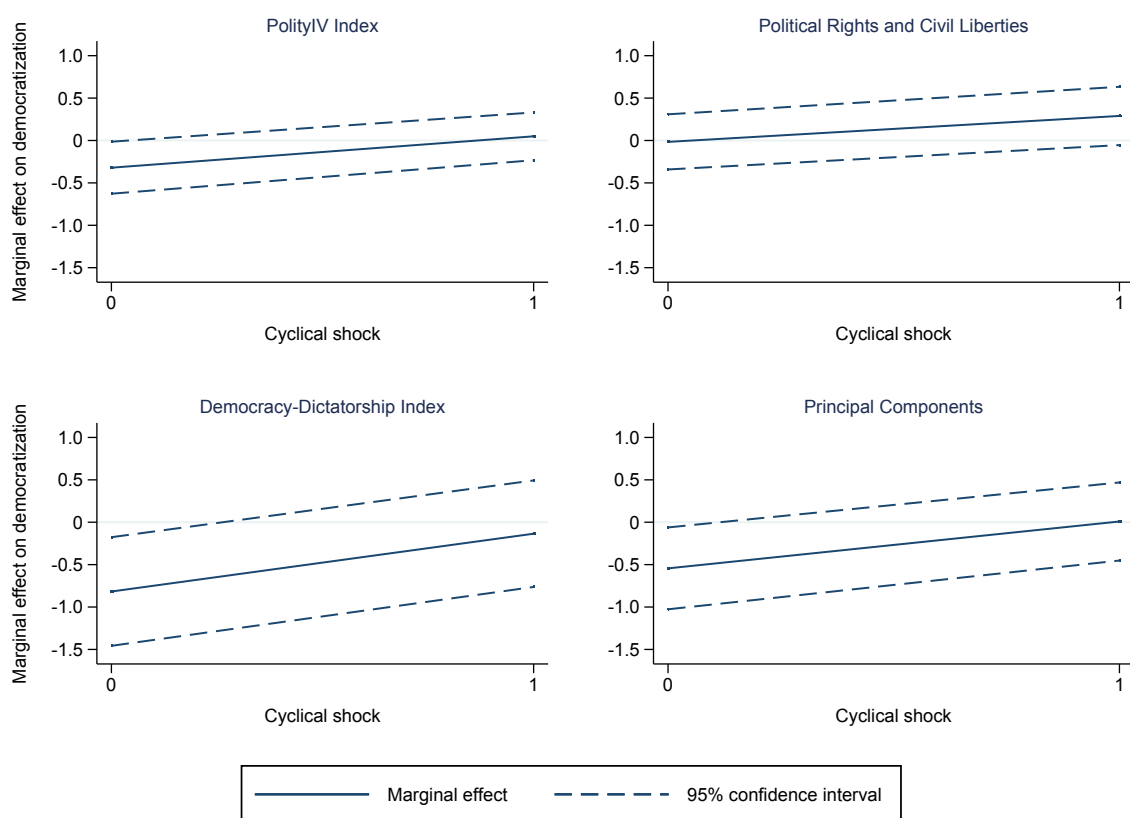 PolityIV Index
Marginal effect on democratization
1.0
0.5
0
-0.5
-1.0
-1.5
0 1
Cyclical shock
Political Rights and Civil Liberties
1.0
0.5
0
-0.5
-1.0
-1.5
0 1
Cyclical shock
Democracy-Dictatorship Index
Marginal effect on democratization
1.0
0.5
0
-0.5
-1.0
-1.5
0 1
Cyclical shock
Principal Components
1.0
0.5
0
-0.5
-1.0
-1.5
0 1
Cyclical shock
Marginal effect 95% confidence interval